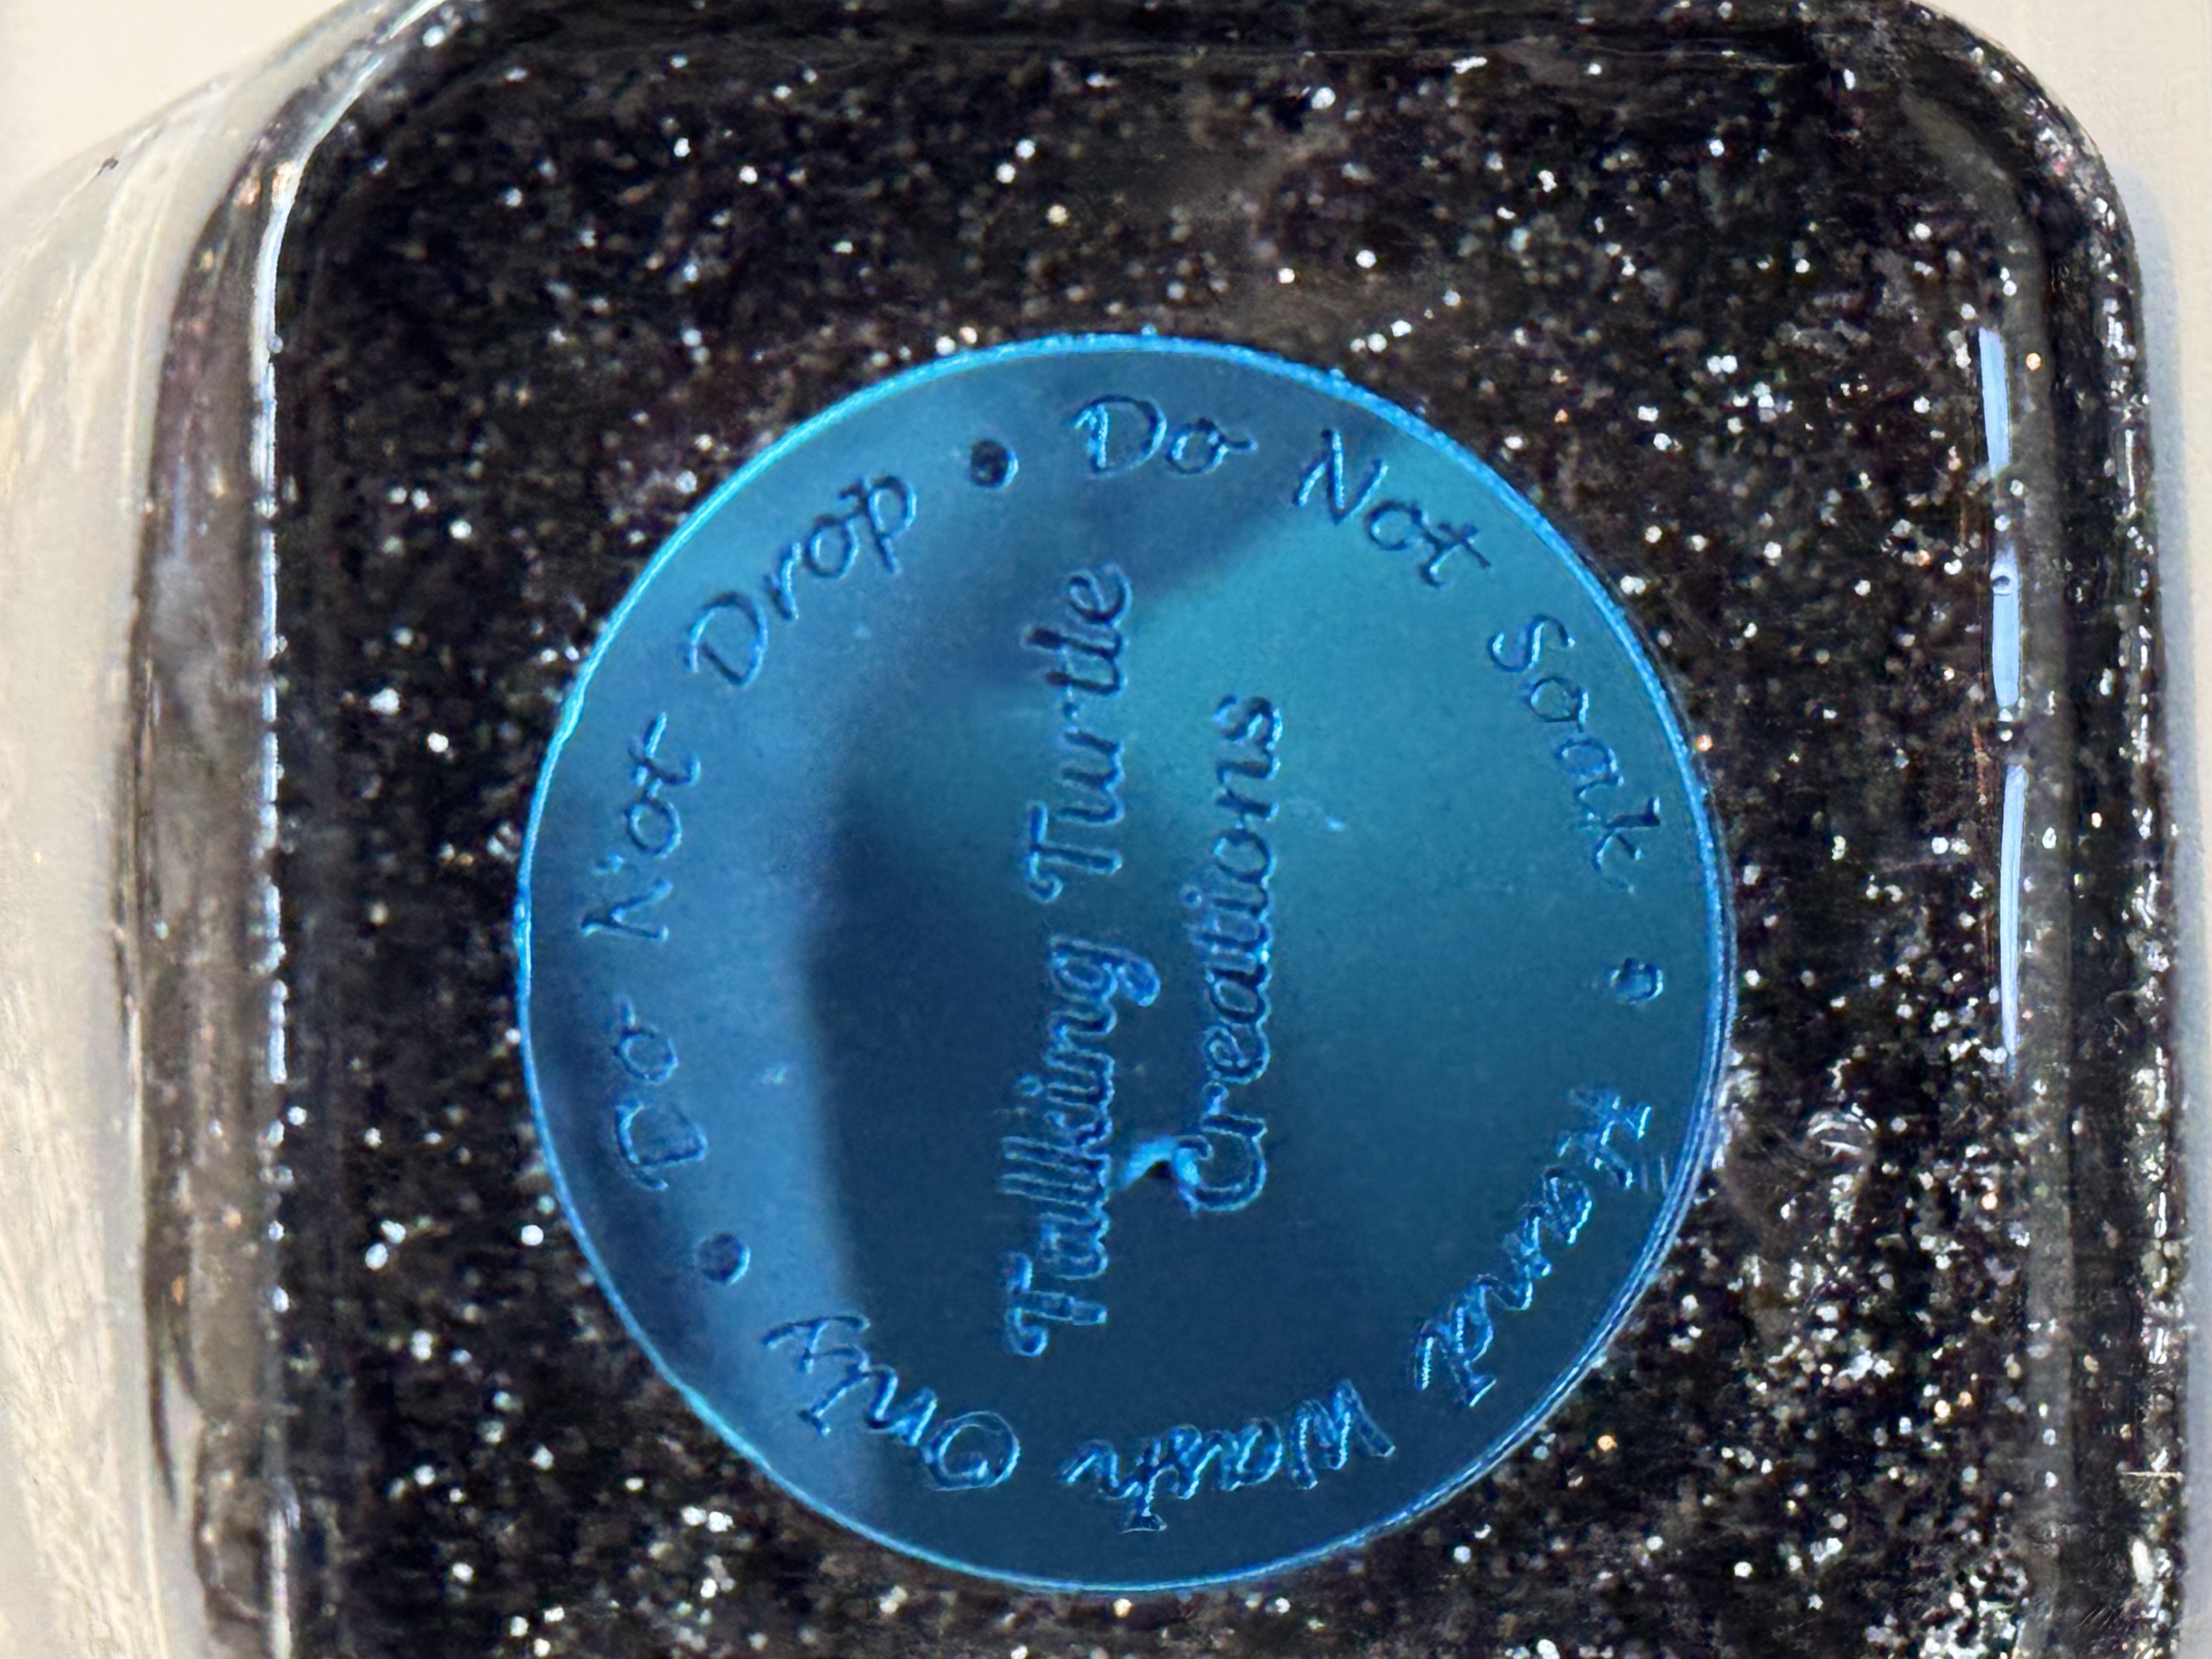 Do Not Drop • Do Not Soak • Hand Wash Only •
Talking Turtle
Creations